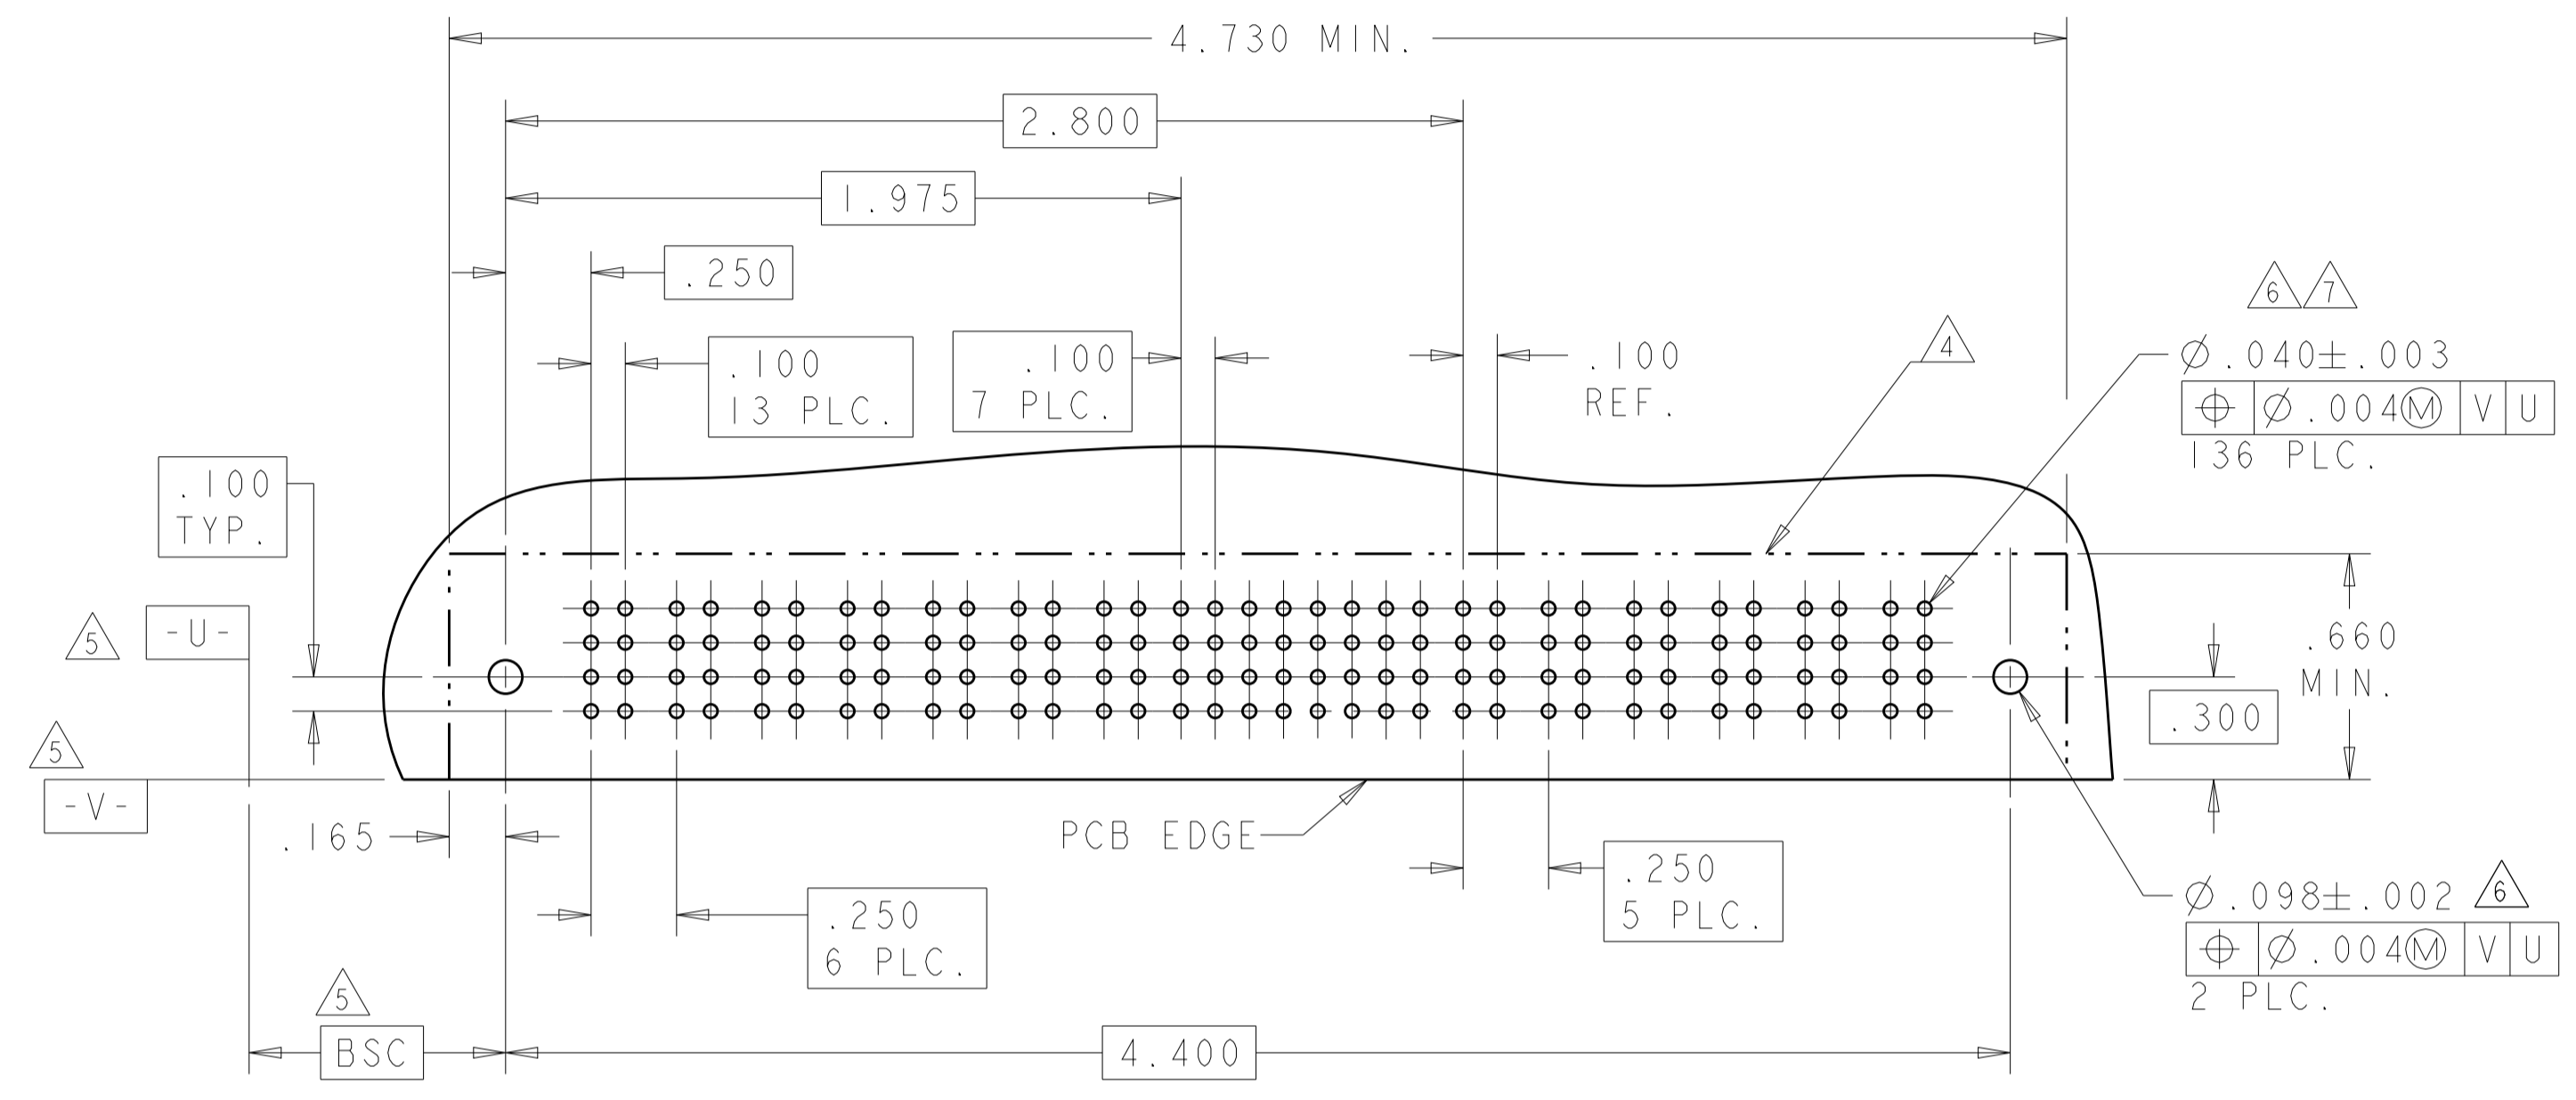 4.730 MIN.
2.800
1.975
.250
.100
13 PLC.
.100
7 PLC.
.100
REF.
4
6 7
Ø.040±.003
⌖ Ø.004Ⓜ V U
136 PLC.
.100
TYP.
5
-U-
5
-V-
.165
PCB EDGE
.660
MIN.
.300
.250
6 PLC.
.250
5 PLC.
Ø.098±.002 6
⌖ Ø.004Ⓜ V U
2 PLC.
5
BSC
4.400